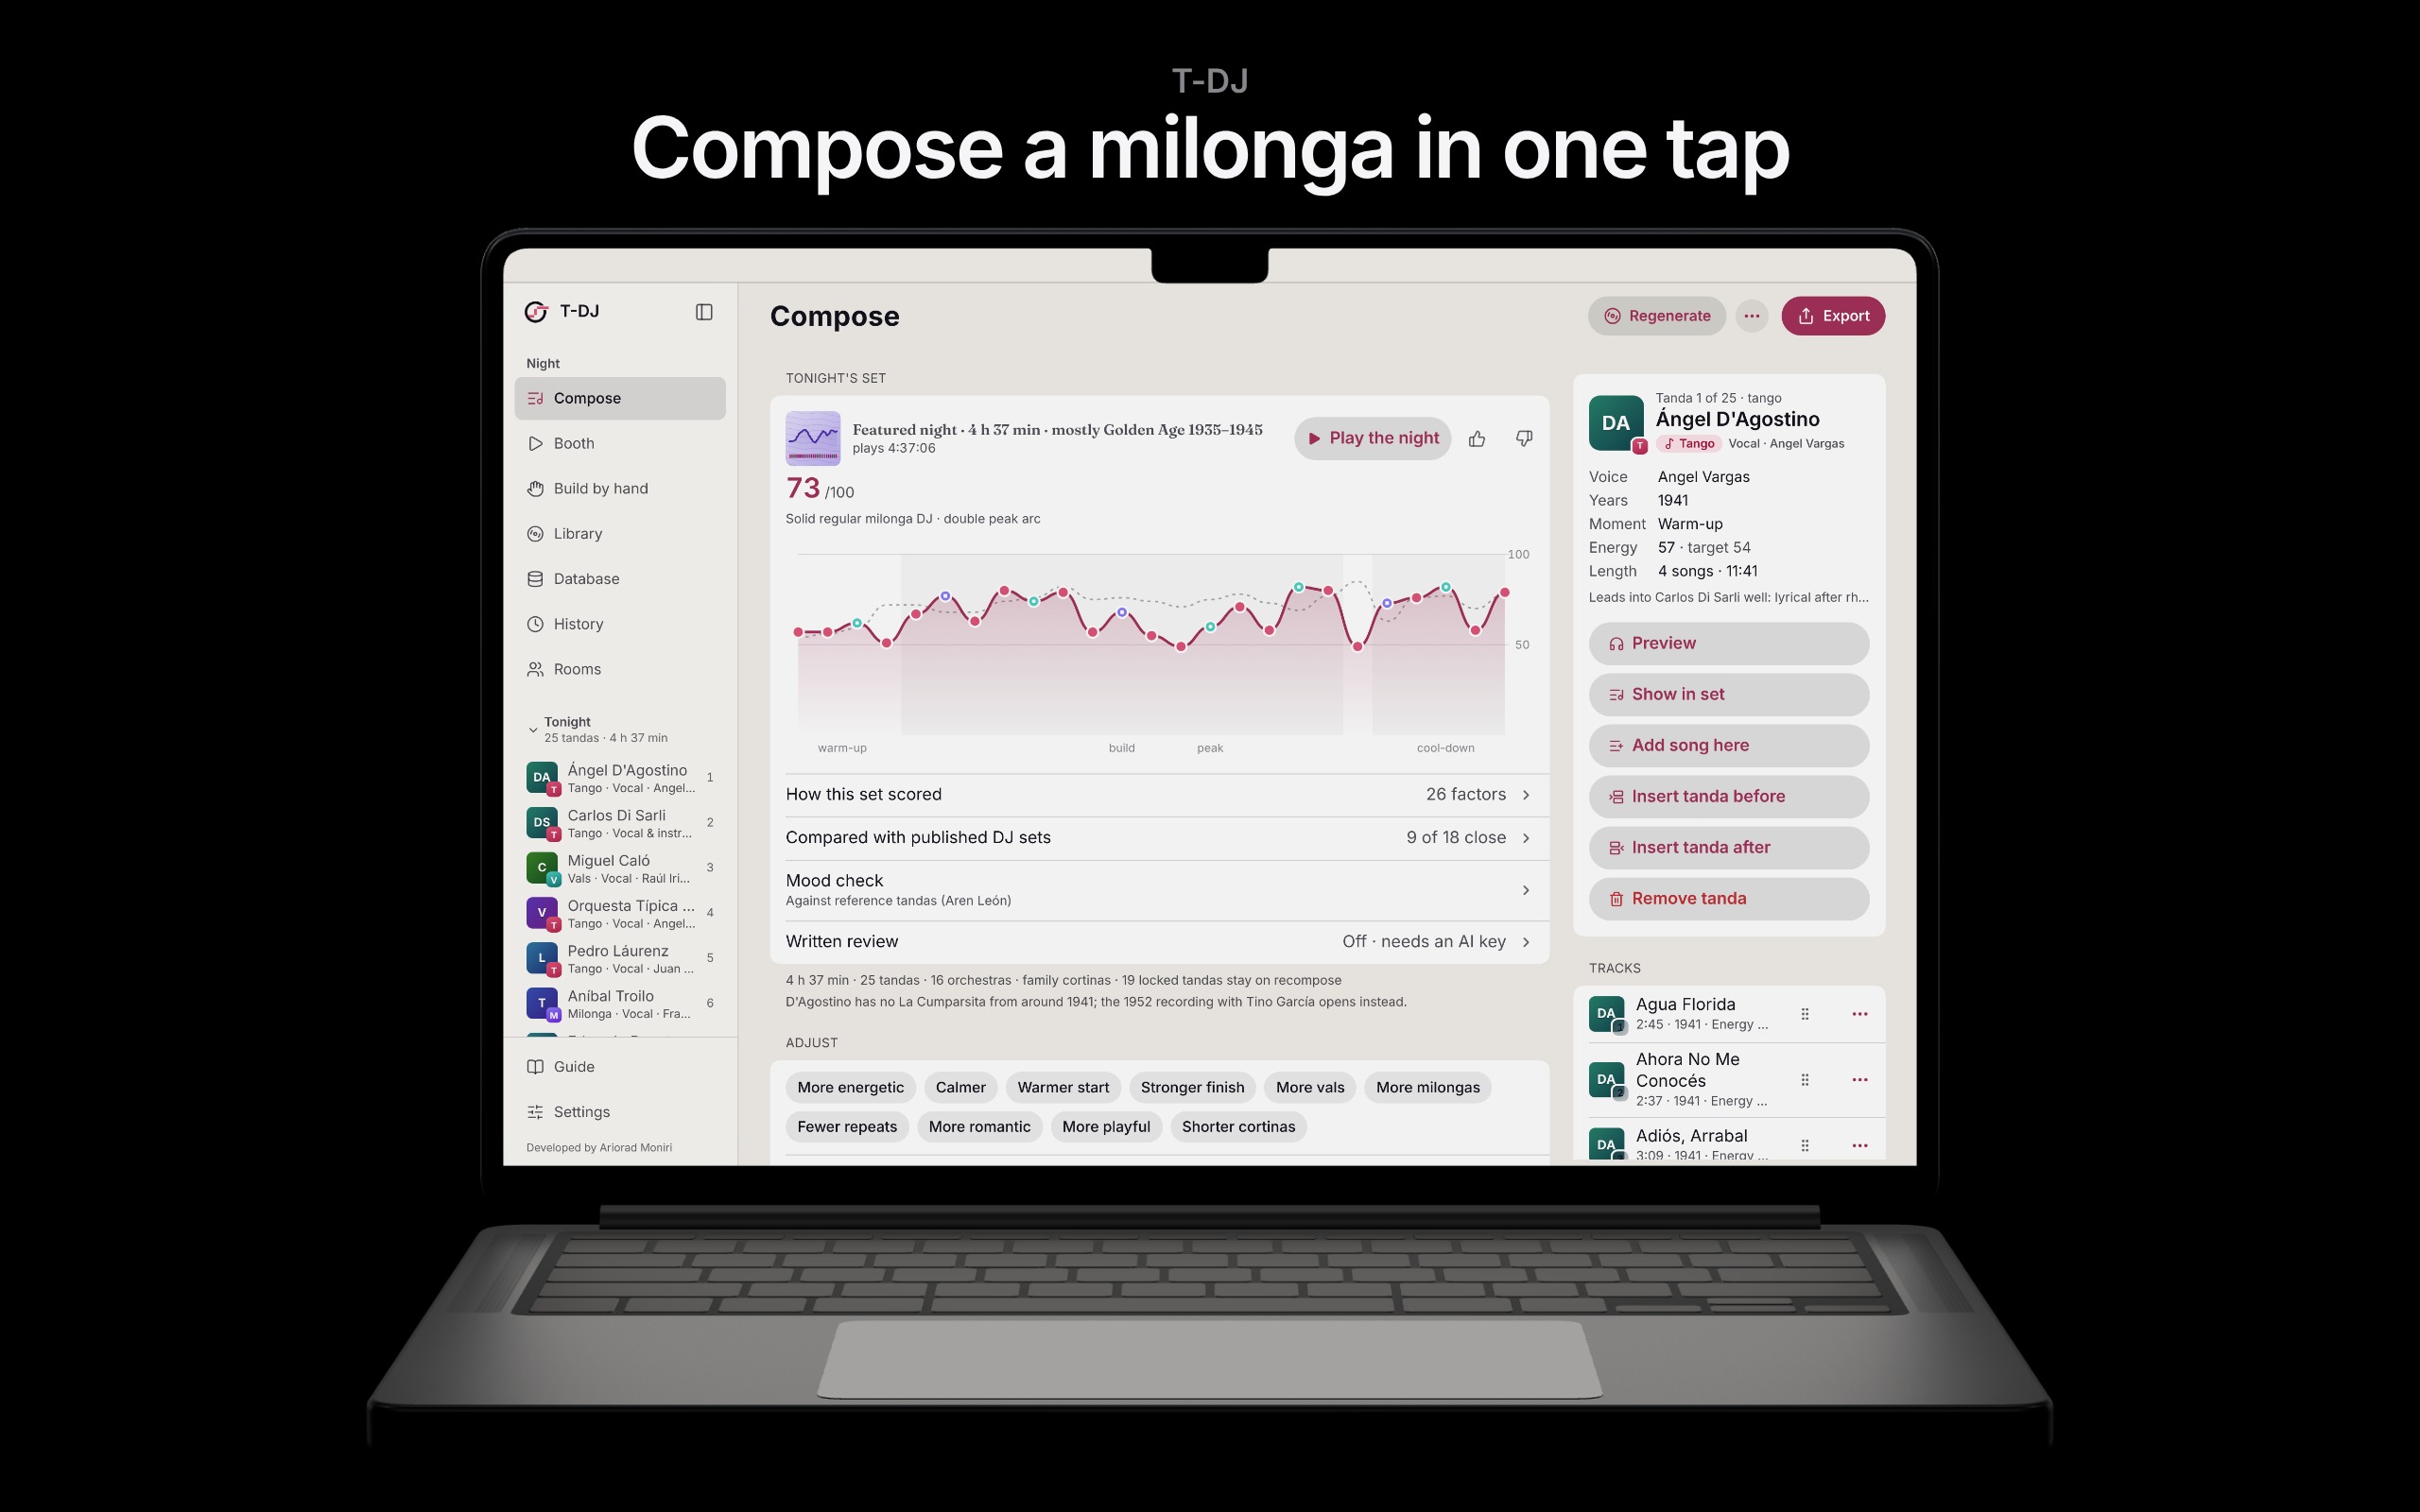 T-DJ
Compose a milonga in one tap
T-DJ
Night
Compose
Booth
Build by hand
Library
Database
History
Rooms
Tonight
25 tandas · 4 h 37 min
DA T Ángel D'Agostino 1
Tango · Vocal · Angel...
DS T Carlos Di Sarli 2
Tango · Vocal & instr...
C V Miguel Caló 3
Vals · Vocal · Raúl Iri...
V T Orquesta Típica ... 4
Tango · Vocal · Angel...
L T Pedro Láurenz 5
Tango · Vocal · Juan ...
T M Aníbal Troilo 6
Milonga · Vocal · Fra...
Guide
Settings
Developed by Ariorad Moniri
Compose
Regenerate
Export
TONIGHT'S SET
Featured night · 4 h 37 min · mostly Golden Age 1935–1945
plays 4:37:06
Play the night
73 /100
Solid regular milonga DJ · double peak arc
100
50
warm-up build peak cool-down
How this set scored 26 factors
Compared with published DJ sets 9 of 18 close
Mood check
Against reference tandas (Aren León)
Written review Off · needs an AI key
4 h 37 min · 25 tandas · 16 orchestras · family cortinas · 19 locked tandas stay on recompose
D'Agostino has no La Cumparsita from around 1941; the 1952 recording with Tino García opens instead.
ADJUST
More energetic Calmer Warmer start Stronger finish More vals More milongas
Fewer repeats More romantic More playful Shorter cortinas
Tanda 1 of 25 · tango
DA T Ángel D'Agostino
Tango Vocal · Angel Vargas
Voice Angel Vargas
Years 1941
Moment Warm-up
Energy 57 · target 54
Length 4 songs · 11:41
Leads into Carlos Di Sarli well: lyrical after rh...
Preview
Show in set
Add song here
Insert tanda before
Insert tanda after
Remove tanda
TRACKS
DA 1 Agua Florida
2:45 · 1941 · Energy ...
DA 2 Ahora No Me
Conocés
2:37 · 1941 · Energy ...
DA Adiós, Arrabal
3:09 · 1941 · Energy ...